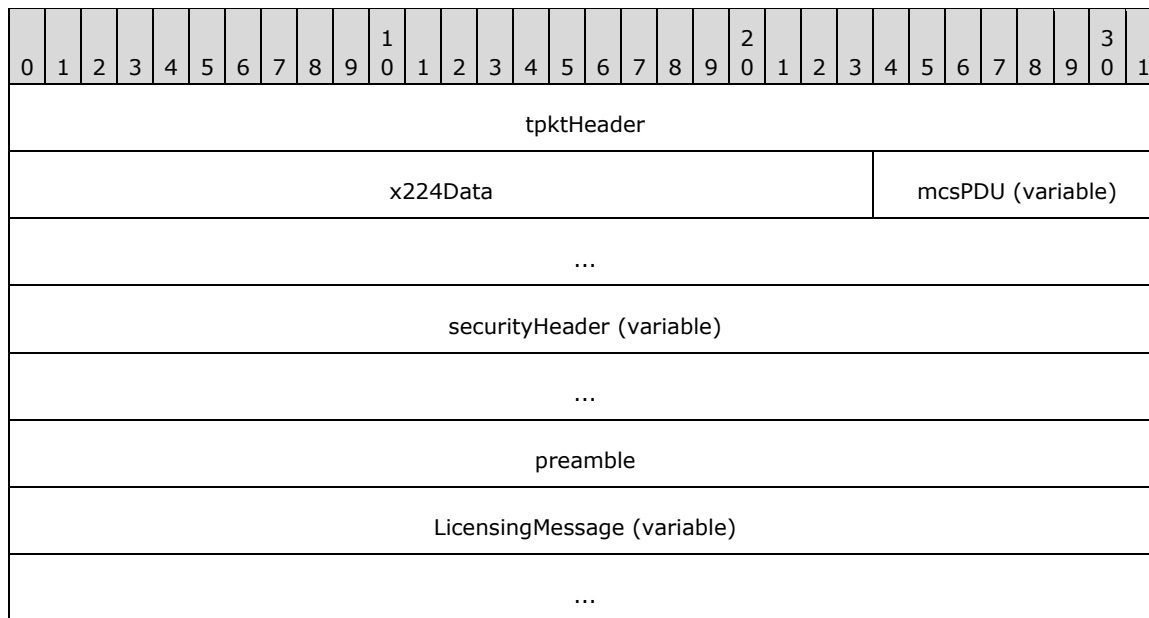 1 2 3
0 1 2 3 4 5 6 7 8 9 0 1 2 3 4 5 6 7 8 9 0 1 2 3 4 5 6 7 8 9 0 1
tpktHeader
x224Data mcsPDU (variable)
...
securityHeader (variable)
...
preamble
LicensingMessage (variable)
...